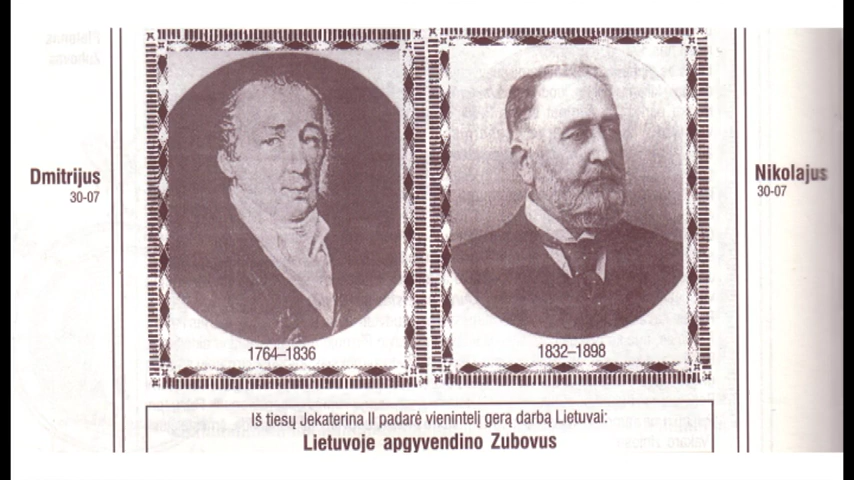 Dmitrijus
30-07
Nikolajus
30-07
1764–1836
1832–1898
Iš tiesų Jekaterina II padarė vienintelį gerą darbą Lietuvai:
Lietuvoje apgyvendino Zubovus